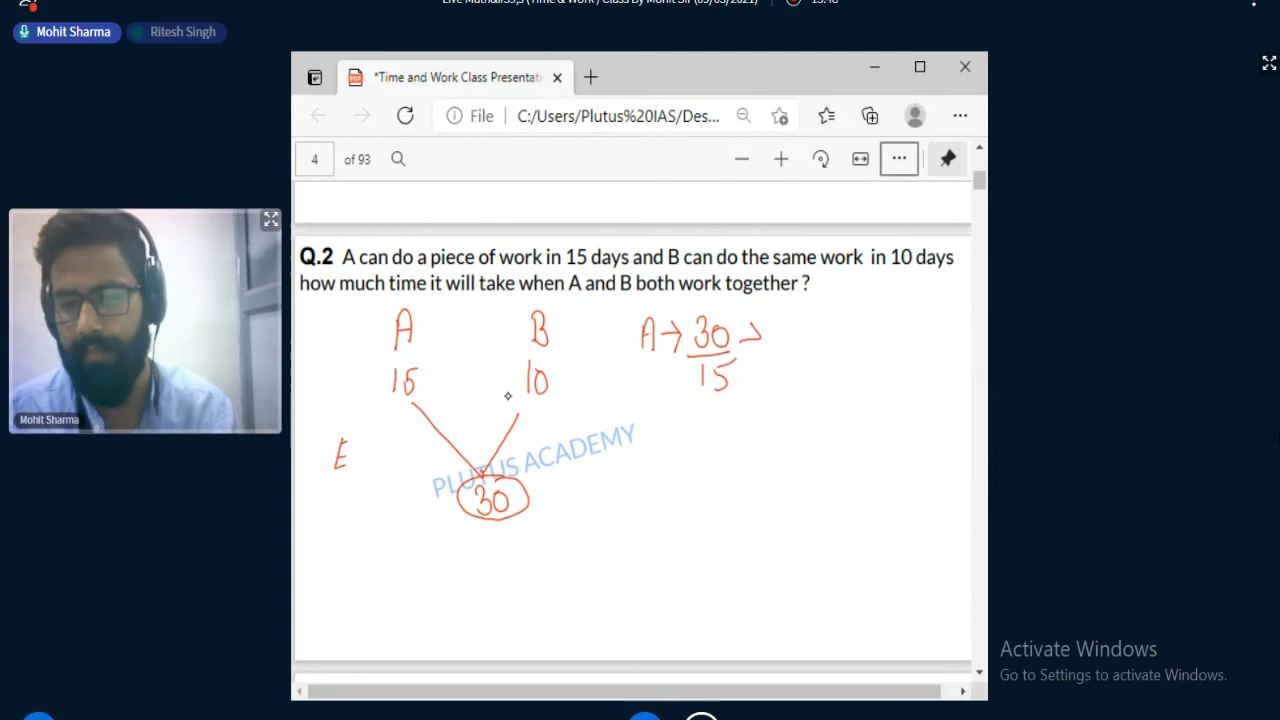 Mohit Sharma
Ritesh Singh
*Time and Work Class Presentati
File
C:/Users/Plutus%20IAS/Des...
4 of 93
Q.2 A can do a piece of work in 15 days and B can do the same work in 10 days
how much time it will take when A and B both work together ?
A B A → 30
15 10 15
E
PLUTUS ACADEMY
30
Mohit Sharma
Activate Windows
Go to Settings to activate Windows.